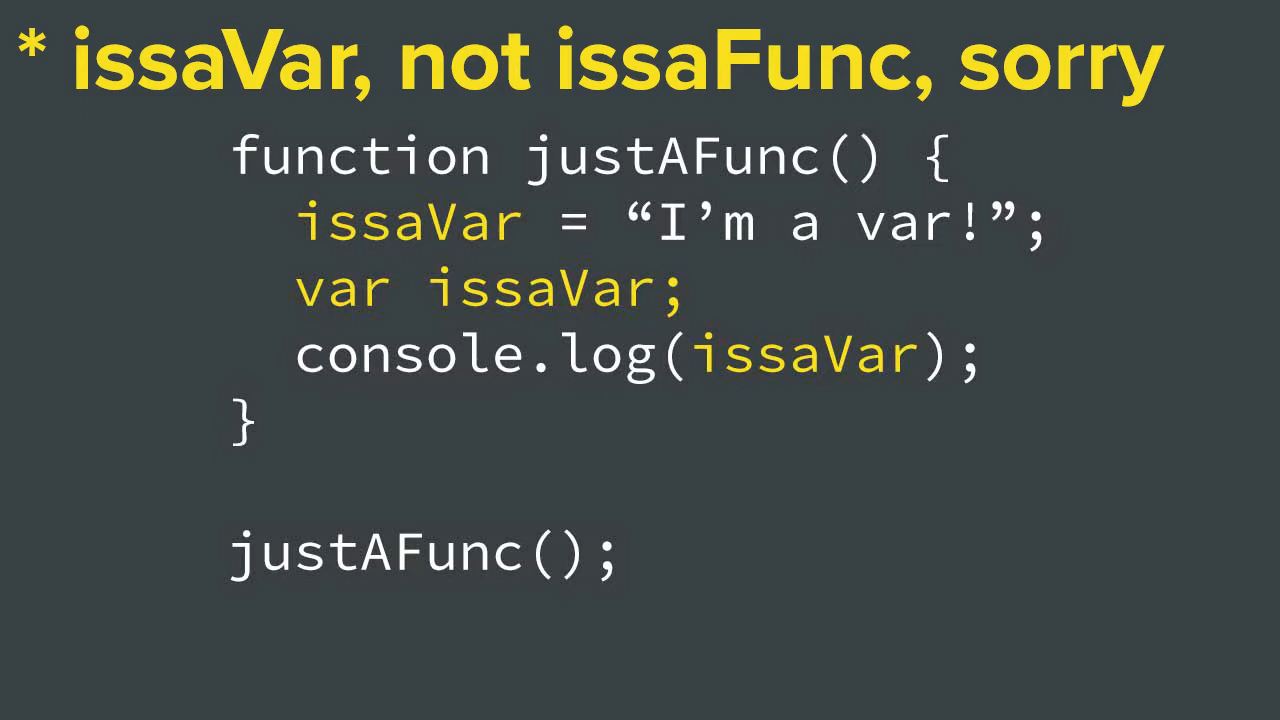 * issaVar, not issaFunc, sorry
function justAFunc() {
issaVar = “I’m a var!”;
var issaVar;
console.log(issaVar);
}
justAFunc();